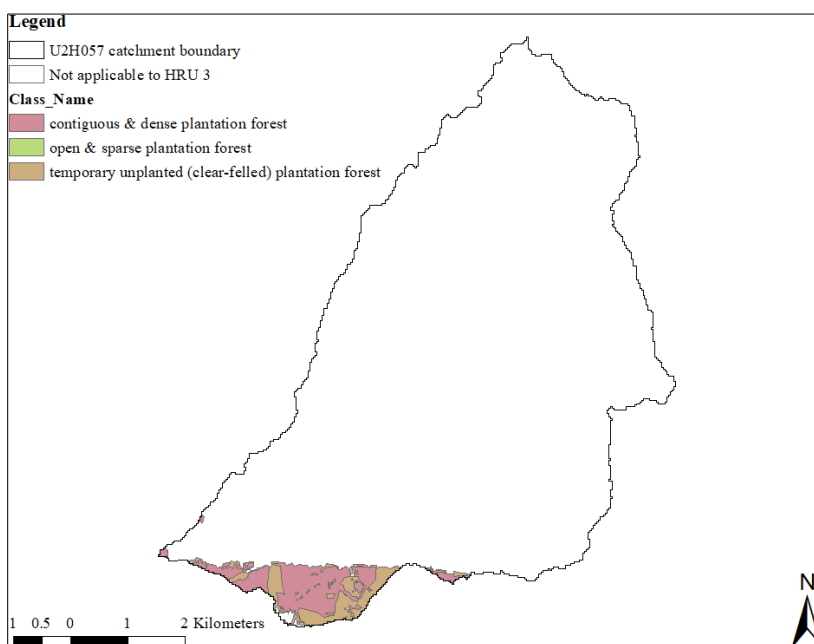 Legend
U2H057 catchment boundary
Not applicable to HRU 3
Class_Name
contiguous & dense plantation forest
open & sparse plantation forest
temporary unplanted (clear-felled) plantation forest
N
1 0.5 0 1 2 Kilometers